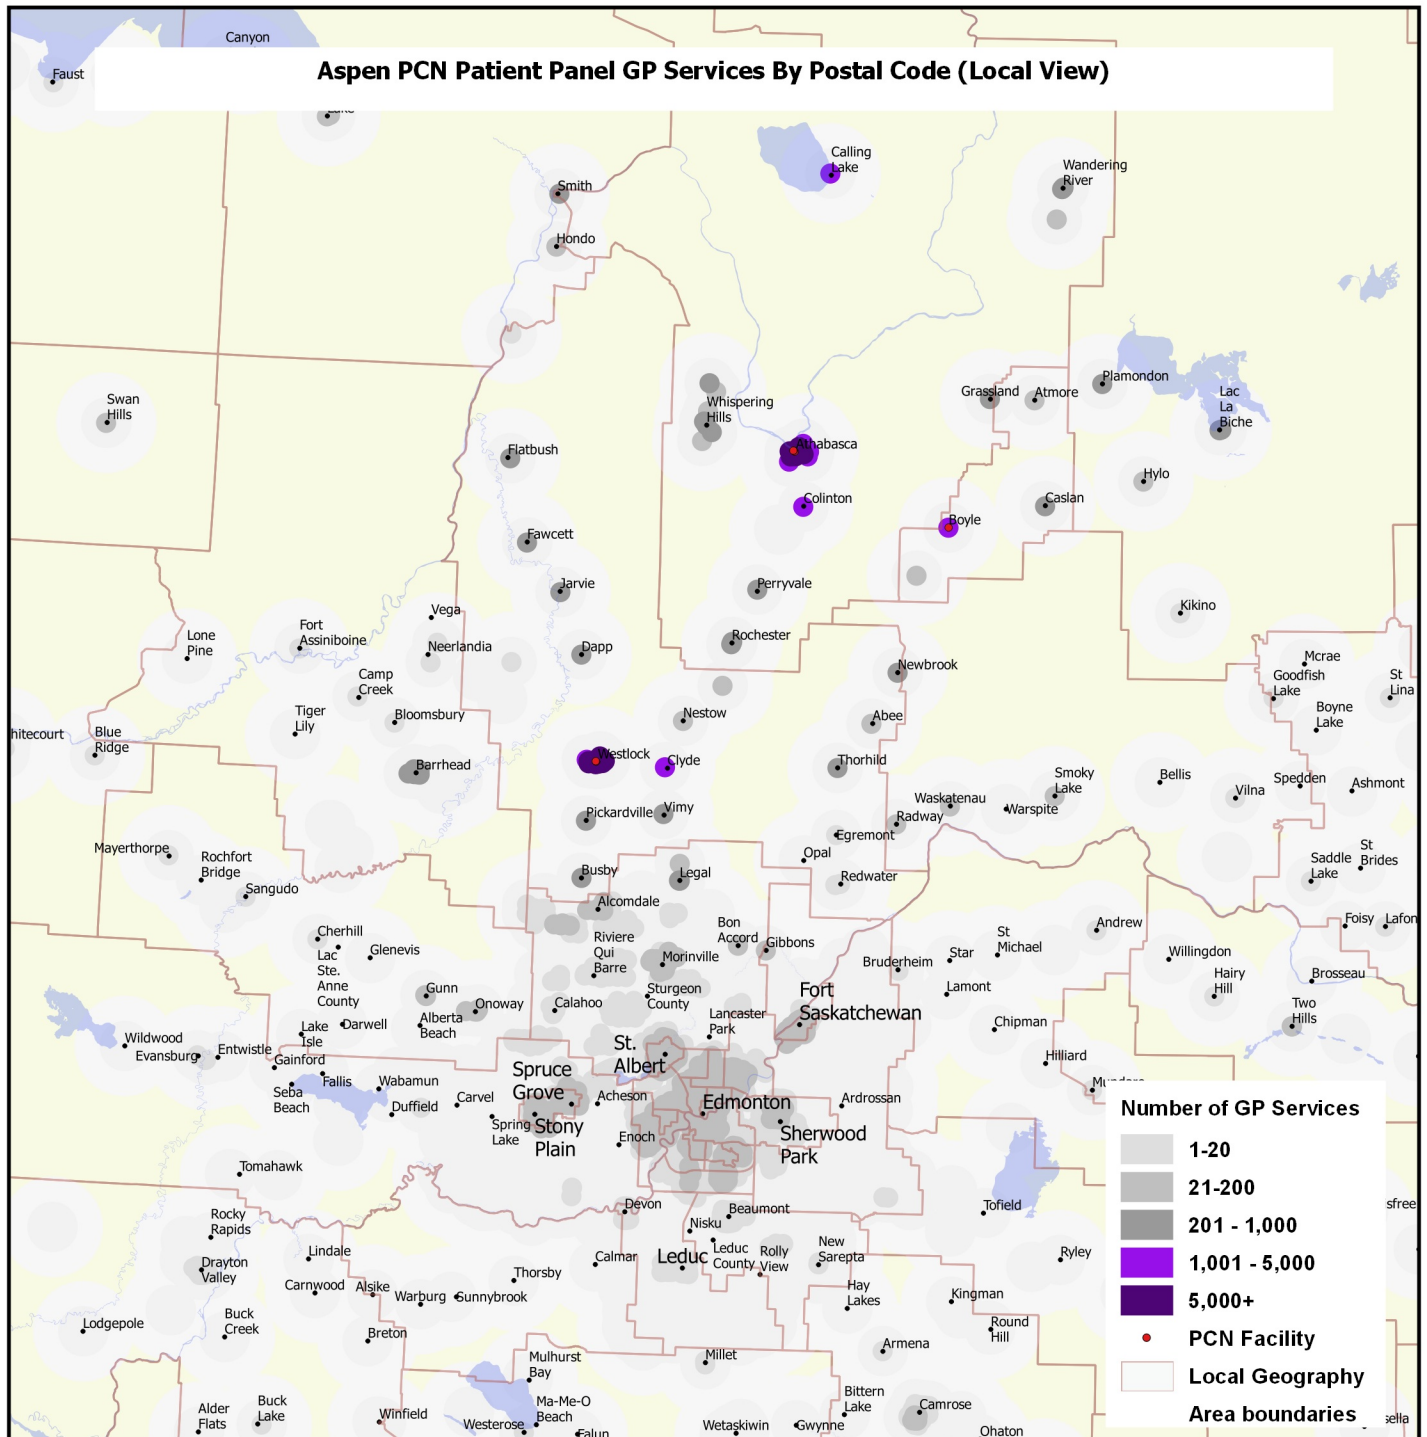 Canyon
Aspen PCN Patient Panel GP Services By Postal Code (Local View)
Faust
Lake
Calling
Lake
Wandering
River
Smith
Hondo
Swan
Hills
Whispering
Hills
Grassland
Atmore
Plamondon
Lac
La
Biche
Athabasca
Flatbush
Hylo
Colinton
Caslan
Boyle
Fawcett
Jarvie
Perryvale
Vega
Kikino
Fort
Assiniboine
Lone
Pine
Neerlandia
Dapp
Rochester
Newbrook
Mcrae
Goodfish
Lake
St
Lina
Camp
Creek
Bloomsbury
Tiger
Lily
Nestow
Abee
Boyne
Lake
hitecourt
Blue
Ridge
Barrhead
Westlock
Clyde
Thorhild
Smoky
Lake
Bellis
Vilna
Spedden
Ashmont
Waskatenau
Warspite
Radway
Pickardville
Vimy
Egremont
Opal
Mayerthorpe
Rochfort
Bridge
Sangudo
Busby
Legal
Redwater
Saddle
Lake
St
Brides
Alcomdale
Foisy
Lafon
Andrew
Cherhill
Lac
Ste.
Anne
County
Glenevis
Riviere
Qui
Barre
Bon
Accord
Gibbons
Morinville
St
Michael
Star
Bruderheim
Willingdon
Hairy
Hill
Brosseau
Gunn
Onoway
Calahoo
Sturgeon
County
Fort
Saskatchewan
Lamont
Two
Hills
Lake
Isle
Darwell
Alberta
Beach
Lancaster
Park
Chipman
Wildwood
Evansburg
Entwistle
Gainford
St.
Albert
Hilliard
Seba
Beach
Fallis
Wabamun
Duffield
Spruce
Grove
Acheson
Carvel
Spring
Lake
Stony
Plain
Enoch
Edmonton
Ardrossan
Sherwood
Park
Tomahawk
Tofield
sfree
Devon
Beaumont
Nisku
Rocky
Rapids
Lindale
Drayton
Valley
Carnwood
Alsike
Calmar
Leduc
Leduc
County
Rolly
View
New
Sarepta
Ryley
Thorsby
Warburg
Sunnybrook
Hay
Lakes
Kingman
Buck
Creek
Lodgepole
Breton
Round
Hill
Armena
Millet
Mulhurst
Bay
Ma-Me-O
Beach
Westerose
Falun
Alder
Flats
Buck
Lake
Winfield
Wetaskiwin
Gwynne
Bittern
Lake
Camrose
Ohaton
sella
Number of GP Services
1-20
21-200
201 - 1,000
1,001 - 5,000
5,000+
PCN Facility
Local Geography
Area boundaries